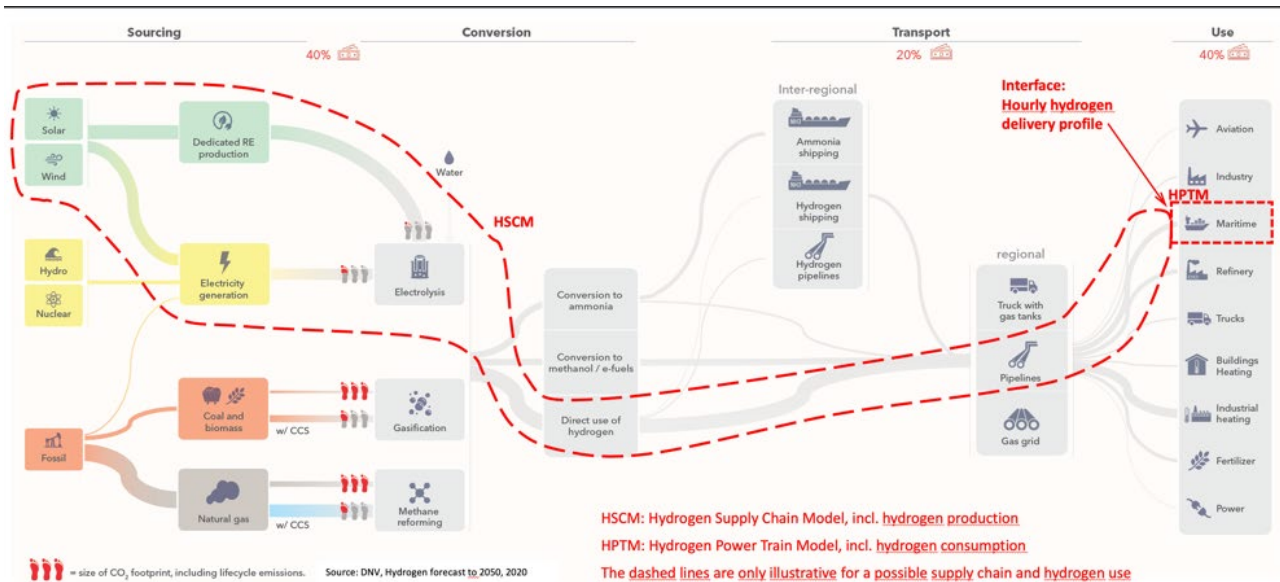 Sourcing
Conversion
Transport
Use
40%
20%
40%
Inter-regional
Interface:
Hourly hydrogen
delivery profile
Solar
Wind
Dedicated RE
production
Water
HSCM
Ammonia
shipping
Hydrogen
shipping
Hydrogen
pipelines
HPTM
Aviation
Industry
Maritime
Refinery
Trucks
Buildings
Heating
Industrial
heating
Fertilizer
Power
Hydro
Nuclear
Electricity
generation
Electrolysis
Conversion to
ammonia
Conversion to
methanol / e-fuels
Direct use of
hydrogen
regional
Truck with
gas tanks
Pipelines
Gas grid
Fossil
Coal and
biomass
w/ CCS
Gasification
Natural gas
w/ CCS
Methane
reforming
HSCM: Hydrogen Supply Chain Model, incl. hydrogen production
HPTM: Hydrogen Power Train Model, incl. hydrogen consumption
The dashed lines are only illustrative for a possible supply chain and hydrogen use
= size of CO₂ footprint, including lifecycle emissions.
Source: DNV, Hydrogen forecast to 2050, 2020